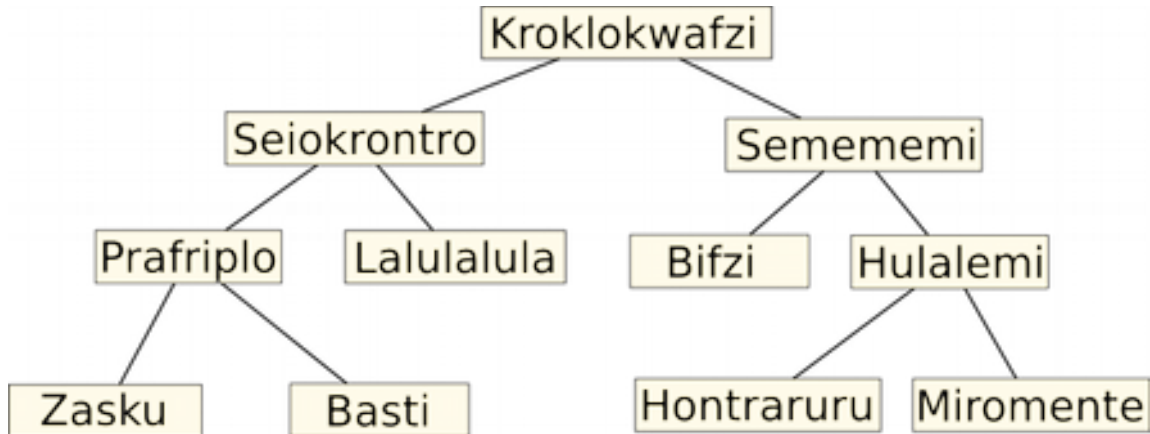 Kroklokwafzi
Seiokrontro
Semememi
Prafriplo
Lalulalula
Bifzi
Hulalemi
Zasku
Basti
Hontraruru
Miromente